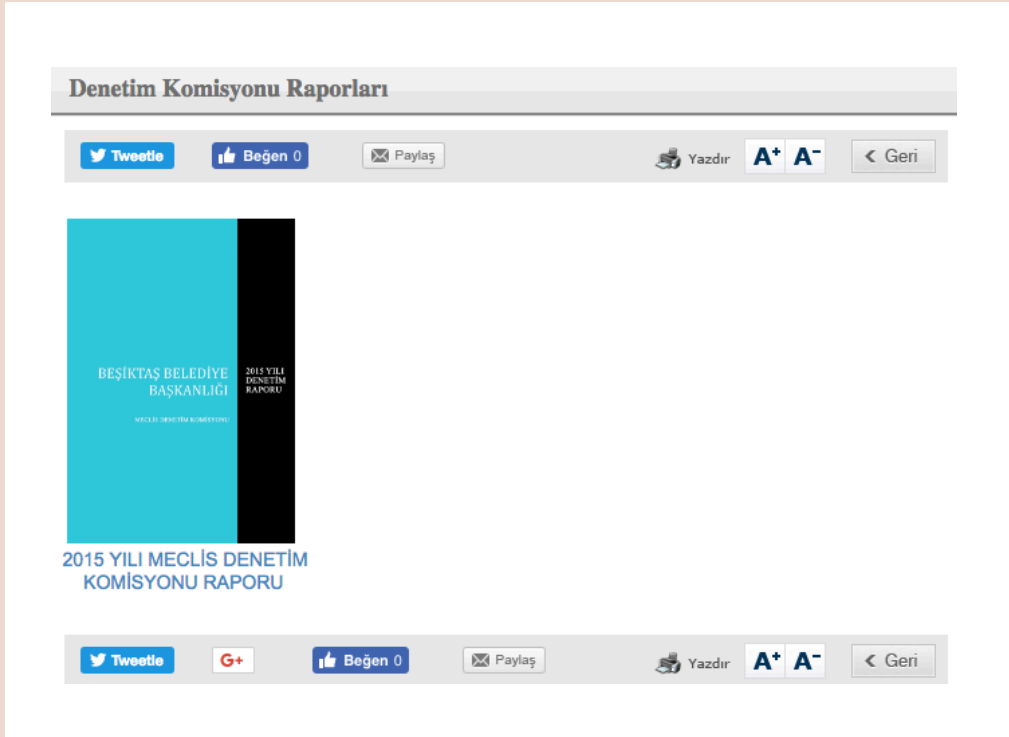 Denetim Komisyonu Raporları
Tweetle Beğen 0 Paylaş Yazdır A+ A- Geri
BEŞİKTAŞ BELEDİYE
BAŞKANLIĞI
MECLİS DENETİM KOMİSYONU
2015 YILI
DENETİM
RAPORU
2015 YILI MECLİS DENETİM
KOMİSYONU RAPORU
Tweetle G+ Beğen 0 Paylaş Yazdır A+ A- Geri